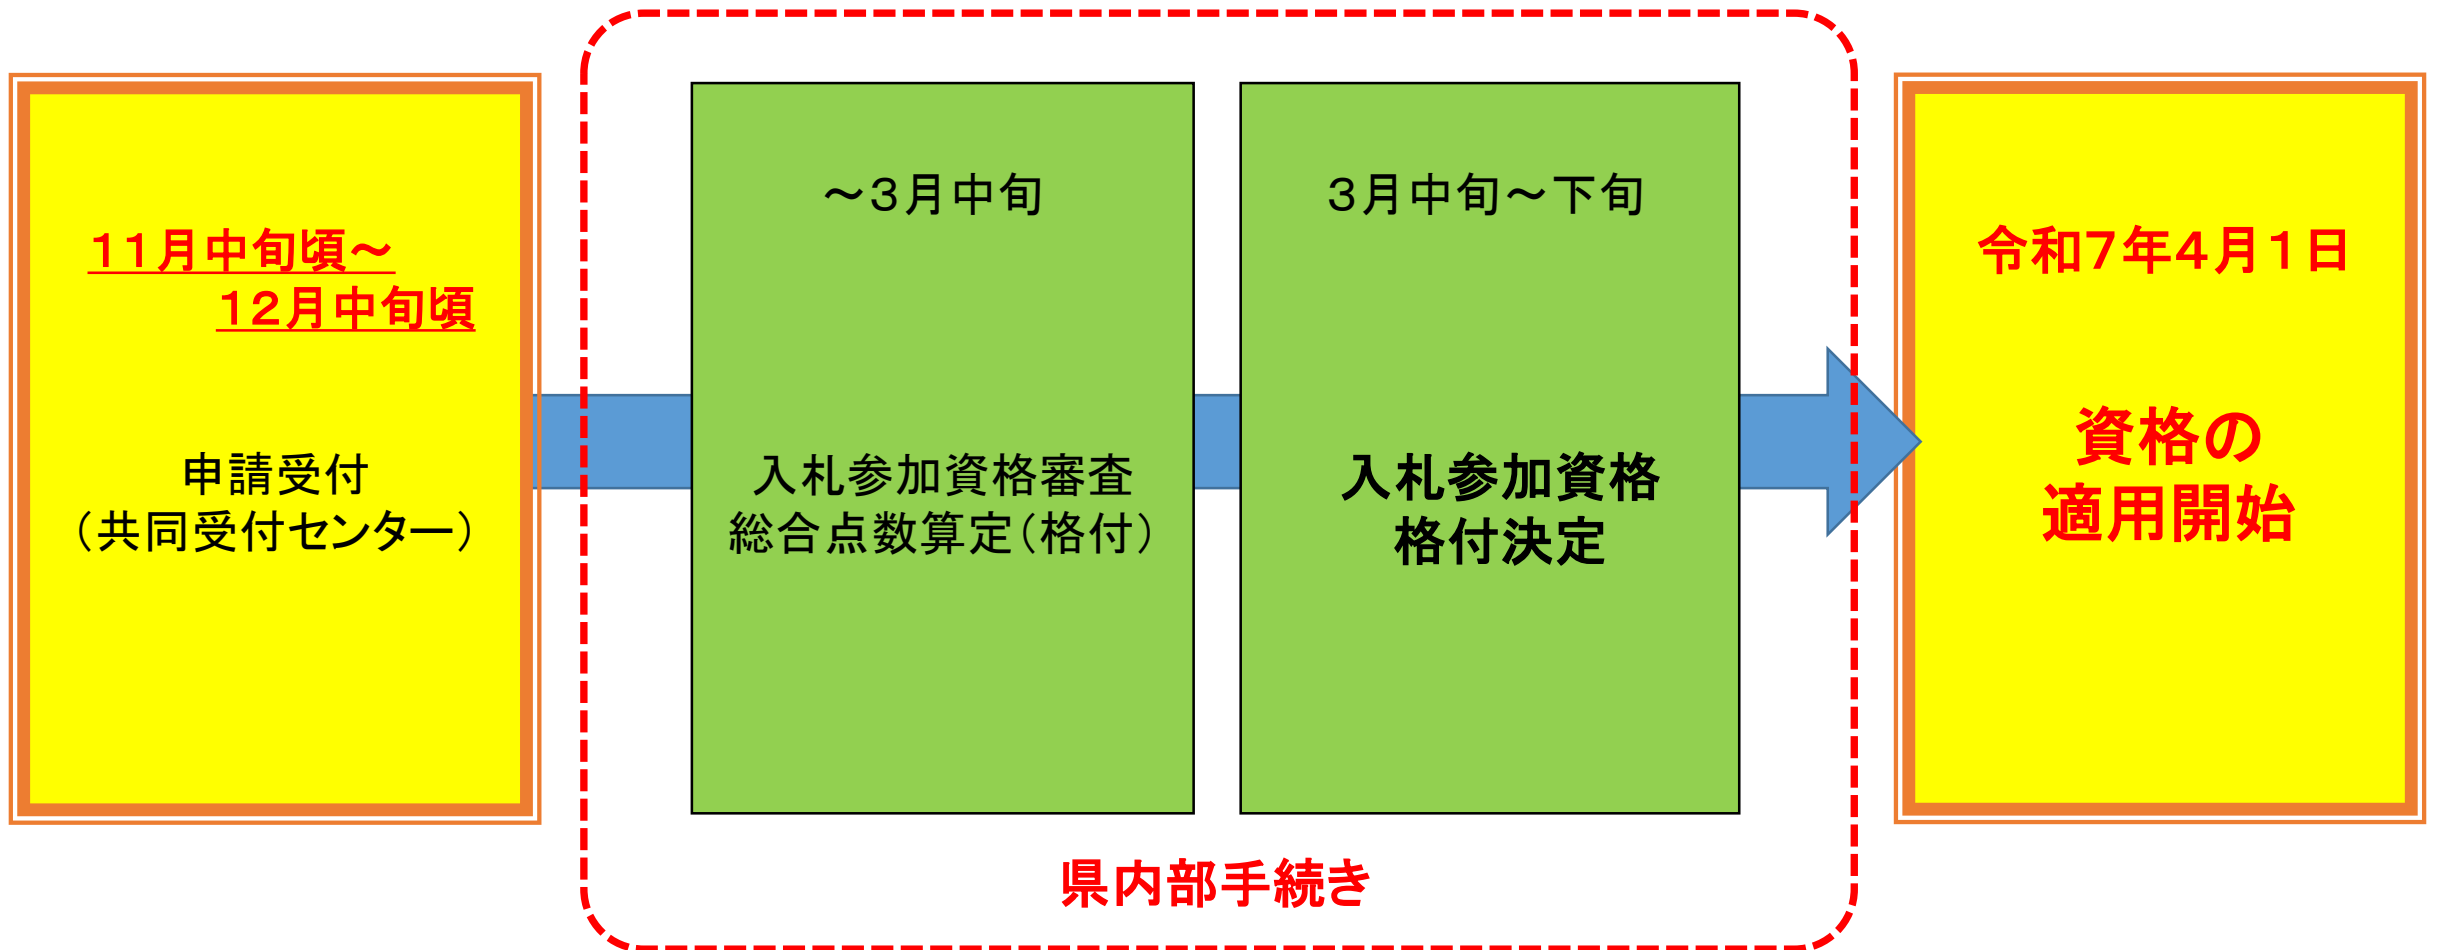 １１月中旬頃～
１２月中旬頃
申請受付
（共同受付センター）
～３月中旬
入札参加資格審査
総合点数算定（格付）
３月中旬～下旬
入札参加資格
格付決定
令和７年４月１日
資格の
適用開始
県内部手続き